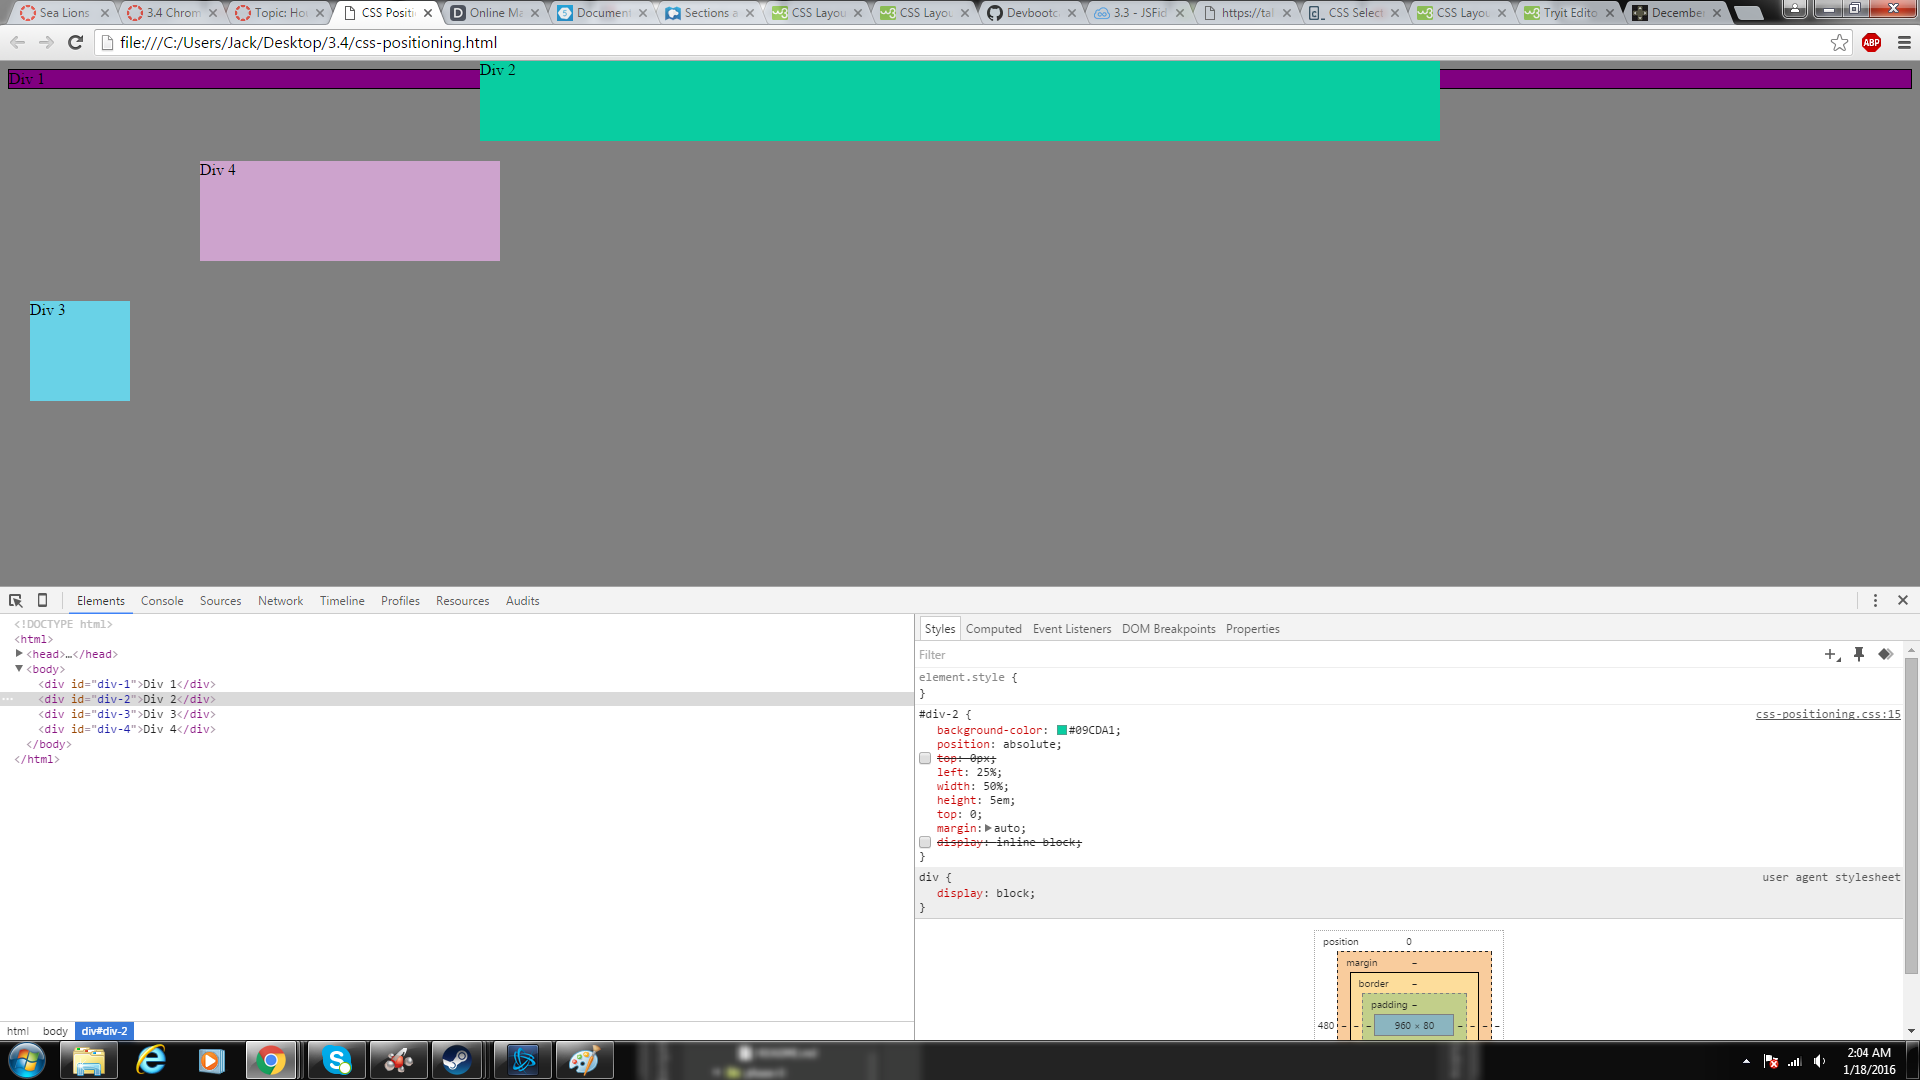 Sea Lions
3.4 Chrom
Topic: Ho
CSS Positi
Online Ma
Document
Sections a
CSS Layou
CSS Layou
Devbootc
3.3 - JSFid
https://tal
CSS Select
CSS Layou
Tryit Edito
December
file:///C:/Users/Jack/Desktop/3.4/css-positioning.html
ABP
Div 1
Div 2
Div 4
Div 3
Elements Console Sources Network Timeline Profiles Resources Audits
<!DOCTYPE html>
<html>
<head>…</head>
<body>
<div id="div-1">Div 1</div>
<div id="div-2">Div 2</div>
<div id="div-3">Div 3</div>
<div id="div-4">Div 4</div>
</body>
</html>
html body div#div-2
Styles Computed Event Listeners DOM Breakpoints Properties
Filter
element.style {
}
#div-2 { css-positioning.css:15
background-color: #09CDA1;
position: absolute;
top: 0px;
left: 25%;
width: 50%;
height: 5em;
top: 0;
margin: auto;
display: inline-block;
}
div { user agent stylesheet
display: block;
}
position 0
margin –
border –
padding –
480 – – – 960 × 80 – – – –
2:04 AM
1/18/2016